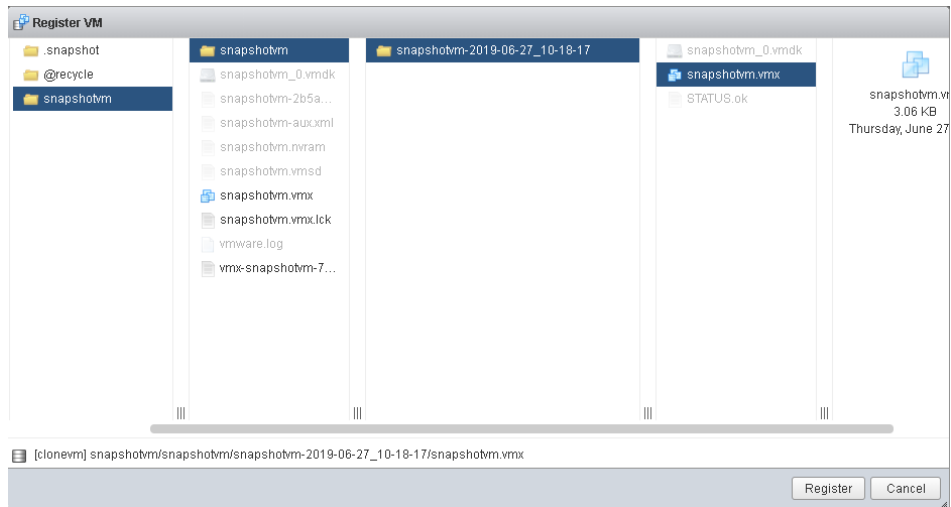 Register VM
.snapshot
@recycle
snapshotvm
snapshotvm
snapshotvm_0.vmdk
snapshotvm-2b5a...
snapshotvm-aux.xml
snapshotvm.nvram
snapshotvm.vmsd
snapshotvm.vmx
snapshotvm.vmx.lck
vmware.log
vmx-snapshotvm-7...
snapshotvm-2019-06-27_10-18-17
snapshotvm_0.vmdk
snapshotvm.vmx
STATUS.ok
snapshotvm.v
3.06 KB
Thursday, June 27
[clonevm] snapshotvm/snapshotvm/snapshotvm-2019-06-27_10-18-17/snapshotvm.vmx
Register Cancel